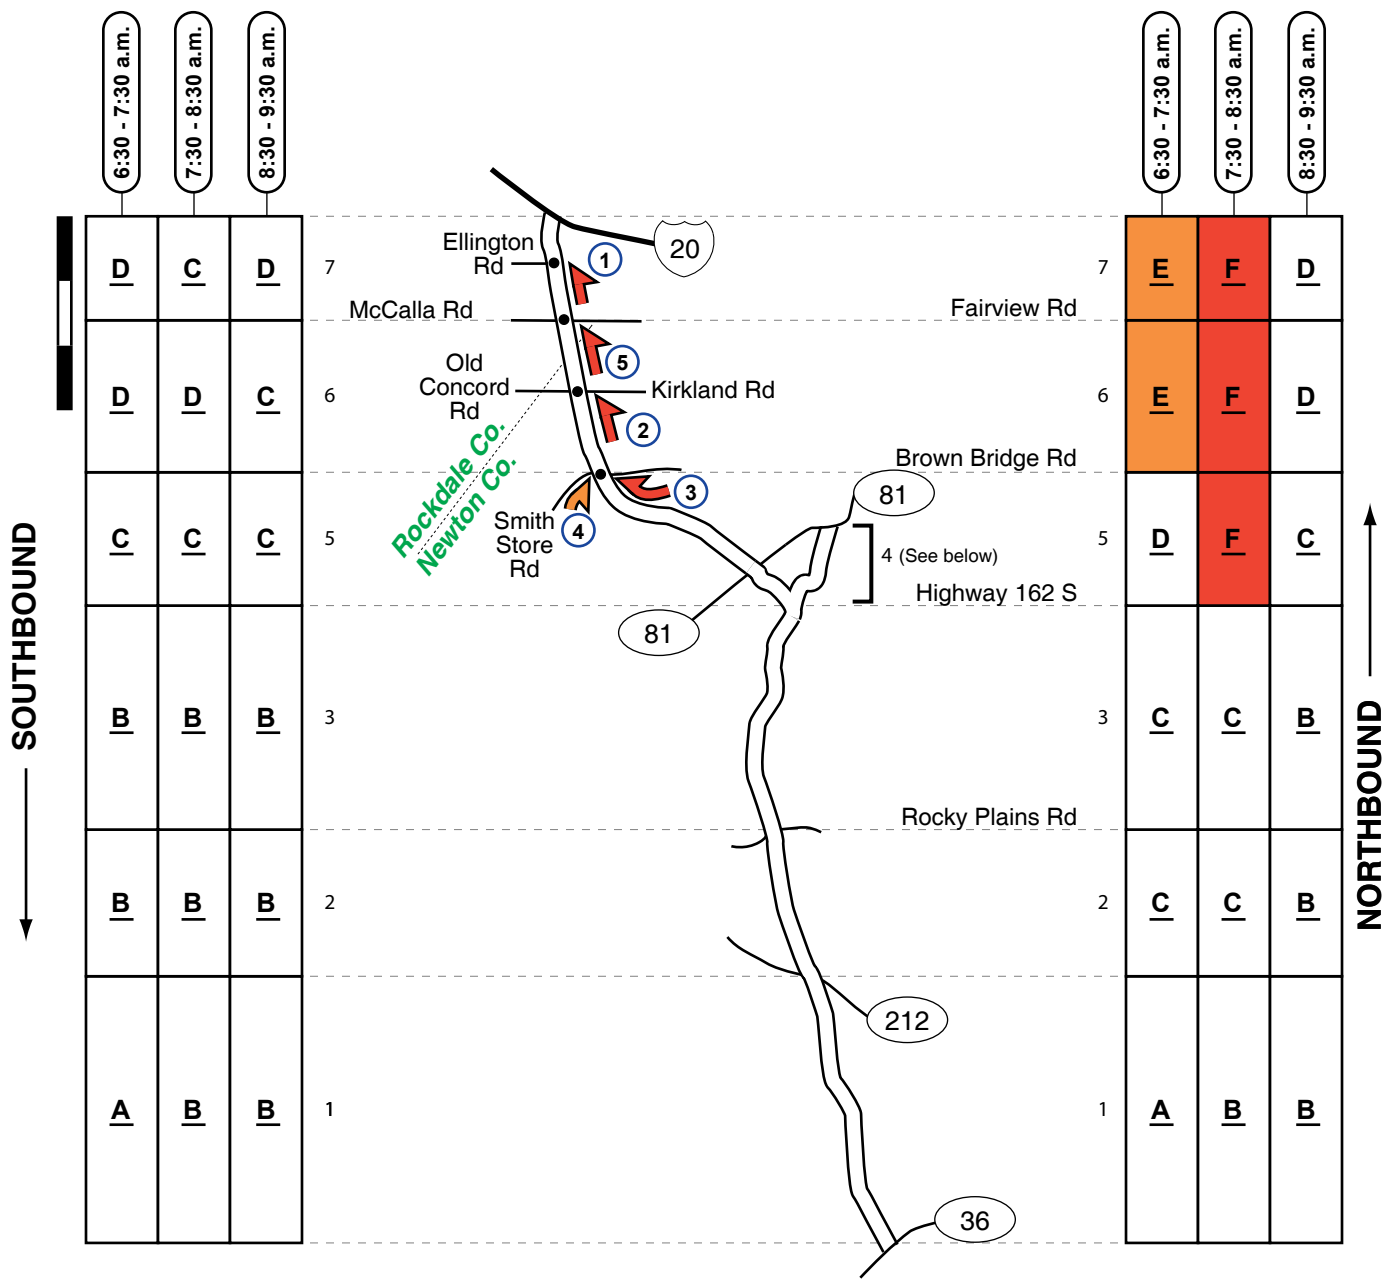 6:30 - 7:30 a.m.
7:30 - 8:30 a.m.
8:30 - 9:30 a.m.
6:30 - 7:30 a.m.
7:30 - 8:30 a.m.
8:30 - 9:30 a.m.
20
Ellington
Rd
1
D C D
7
7
E F D
McCalla Rd
Fairview Rd
5
Old
Concord
Rd
Kirkland Rd
D D C
6
6
E F D
2
Rockdale Co.
Newton Co.
Brown Bridge Rd
3
81
Smith
Store
Rd
4
C C C
5
5
D F C
4 (See below)
Highway 162 S
81
SOUTHBOUND
NORTHBOUND
B B B
3
3
C C B
Rocky Plains Rd
B B B
2
2
C C B
212
A B B
1
1
A B B
36